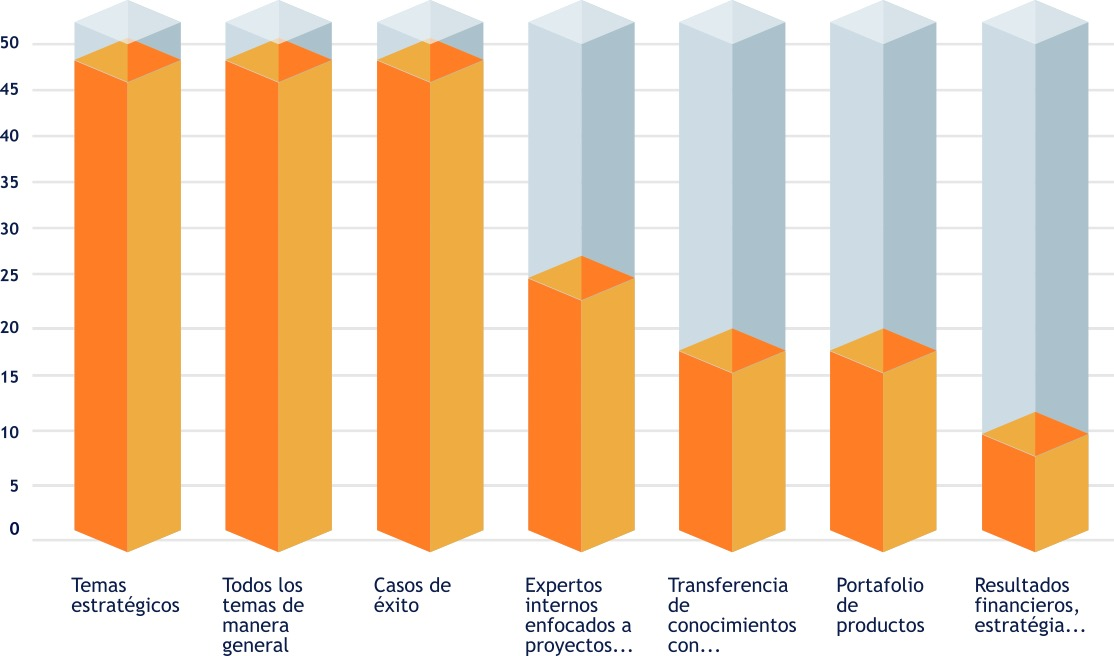 50
45
40
35
30
25
20
15
10
5
0
Temas
estratégicos
Todos los
temas de
manera
general
Casos de
éxito
Expertos
internos
enfocados a
proyectos...
Transferencia
de
conocimientos
con...
Portafolio
de
productos
Resultados
financieros,
estratégia...